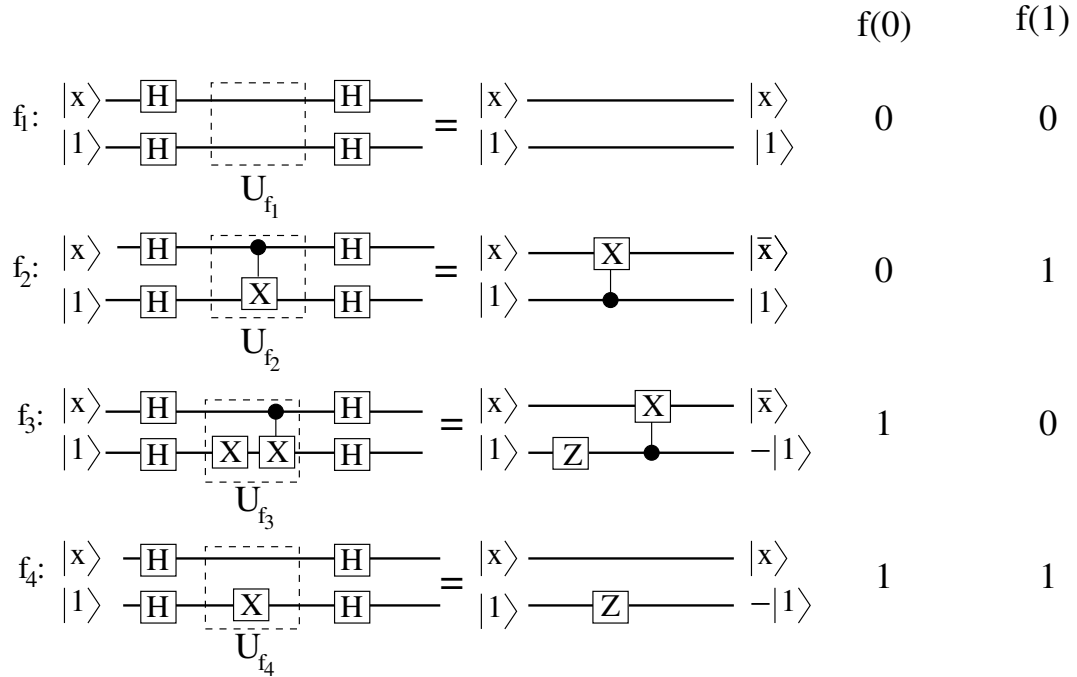 f(0) f(1)
f₁: |x⟩ H H = |x⟩ |x⟩ 0 0
|1⟩ H H |1⟩ |1⟩
U_f₁
f₂: |x⟩ H H = |x⟩ X |x̄⟩ 0 1
|1⟩ H X H |1⟩ |1⟩
U_f₂
f₃: |x⟩ H H = |x⟩ X |x̄⟩ 1 0
|1⟩ H X X H |1⟩ Z −|1⟩
U_f₃
f₄: |x⟩ H H = |x⟩ |x⟩ 1 1
|1⟩ H X H |1⟩ Z −|1⟩
U_f₄